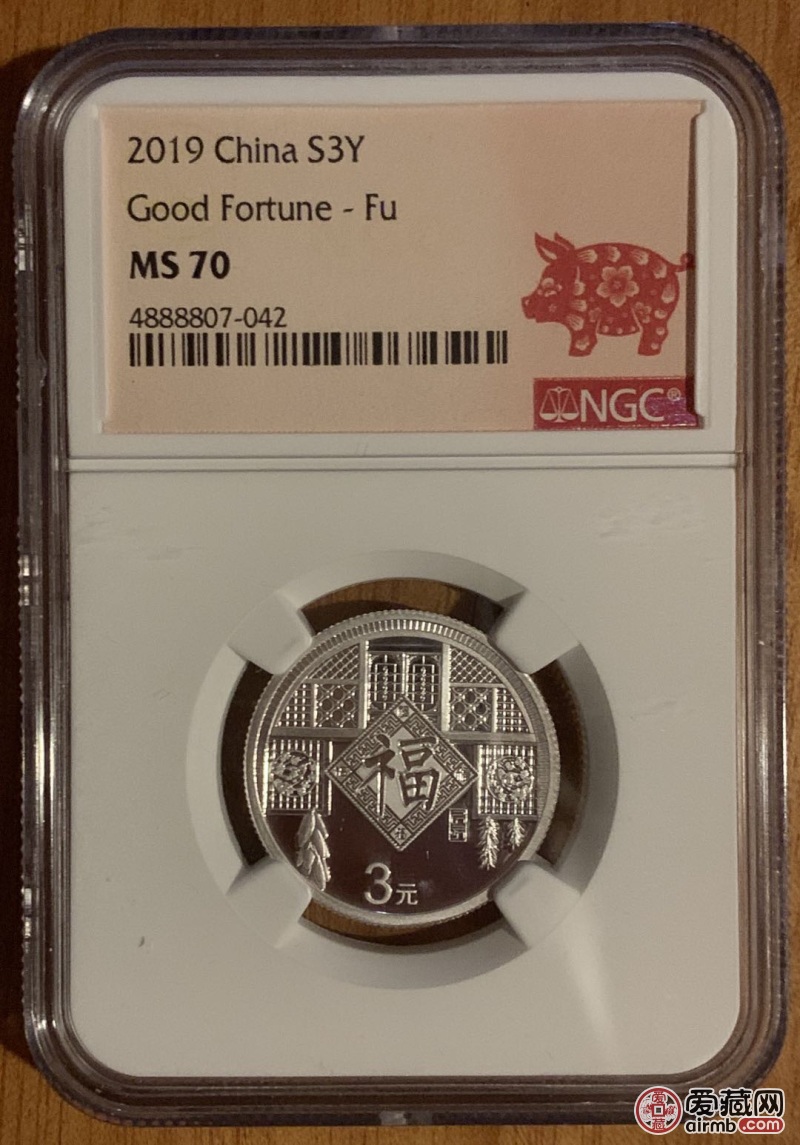 2019 China S3Y
Good Fortune - Fu
MS 70
4888807-042
NGC®
福
3元
爱藏网
airmb.com